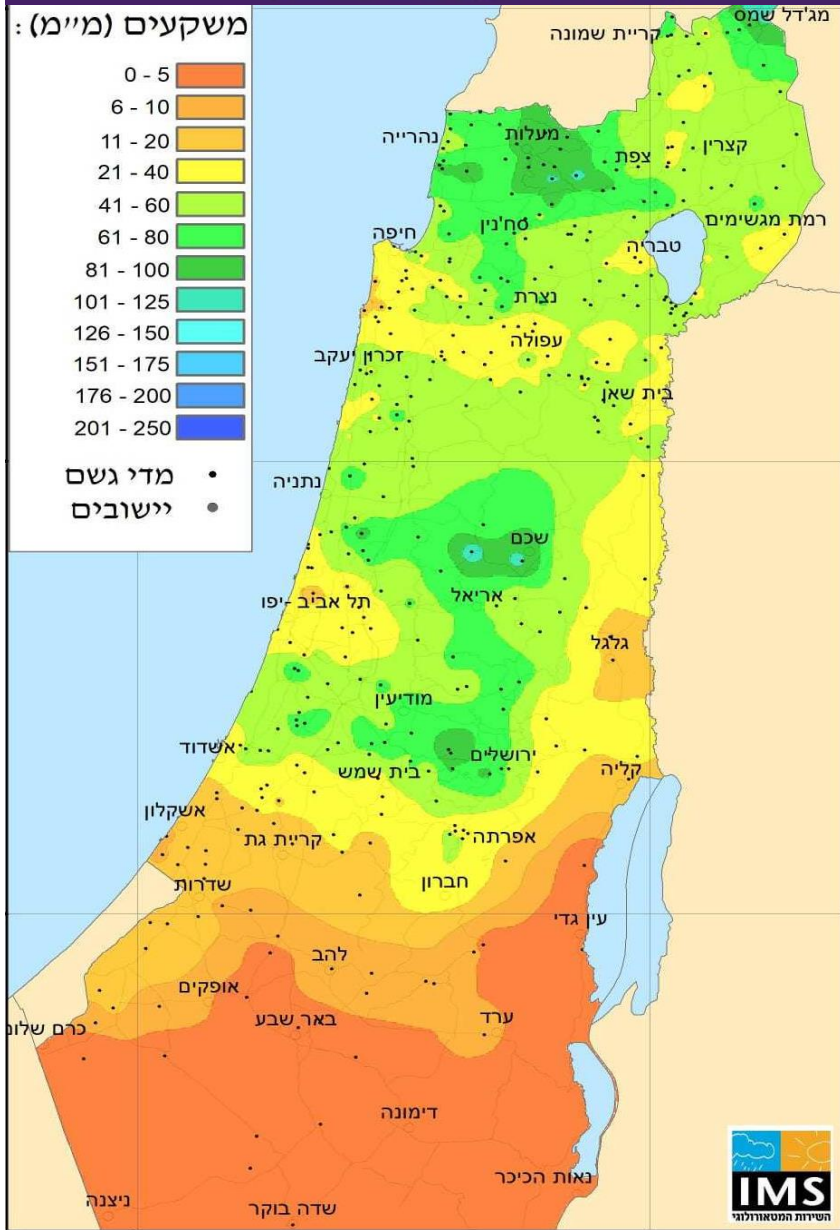 משקעים (מ״מ):
0 - 5
6 - 10
11 - 20
21 - 40
41 - 60
61 - 80
81 - 100
101 - 125
126 - 150
151 - 175
176 - 200
201 - 250
מדי גשם
יישובים
מג'דל שמס
קריית שמונה
נהרייה
מעלות
צפת
קצרין
סח'נין
רמת מגשימים
חיפה
טבריה
נצרת
עפולה
זכרון יעקב
בית שאן
נתניה
שכם
אריאל
תל אביב -יפו
גלגל
מודיעין
אשדוד
ירושלים
בית שמש
קליה
אשקלון
אפרתה
קריית גת
חברון
שדרות
עין גדי
להב
אופקים
באר שבע
ערד
כרם שלום
דימונה
נאות הכיכר
ניצנה
שדה בוקר
IMS
השירות המטאורולוגי